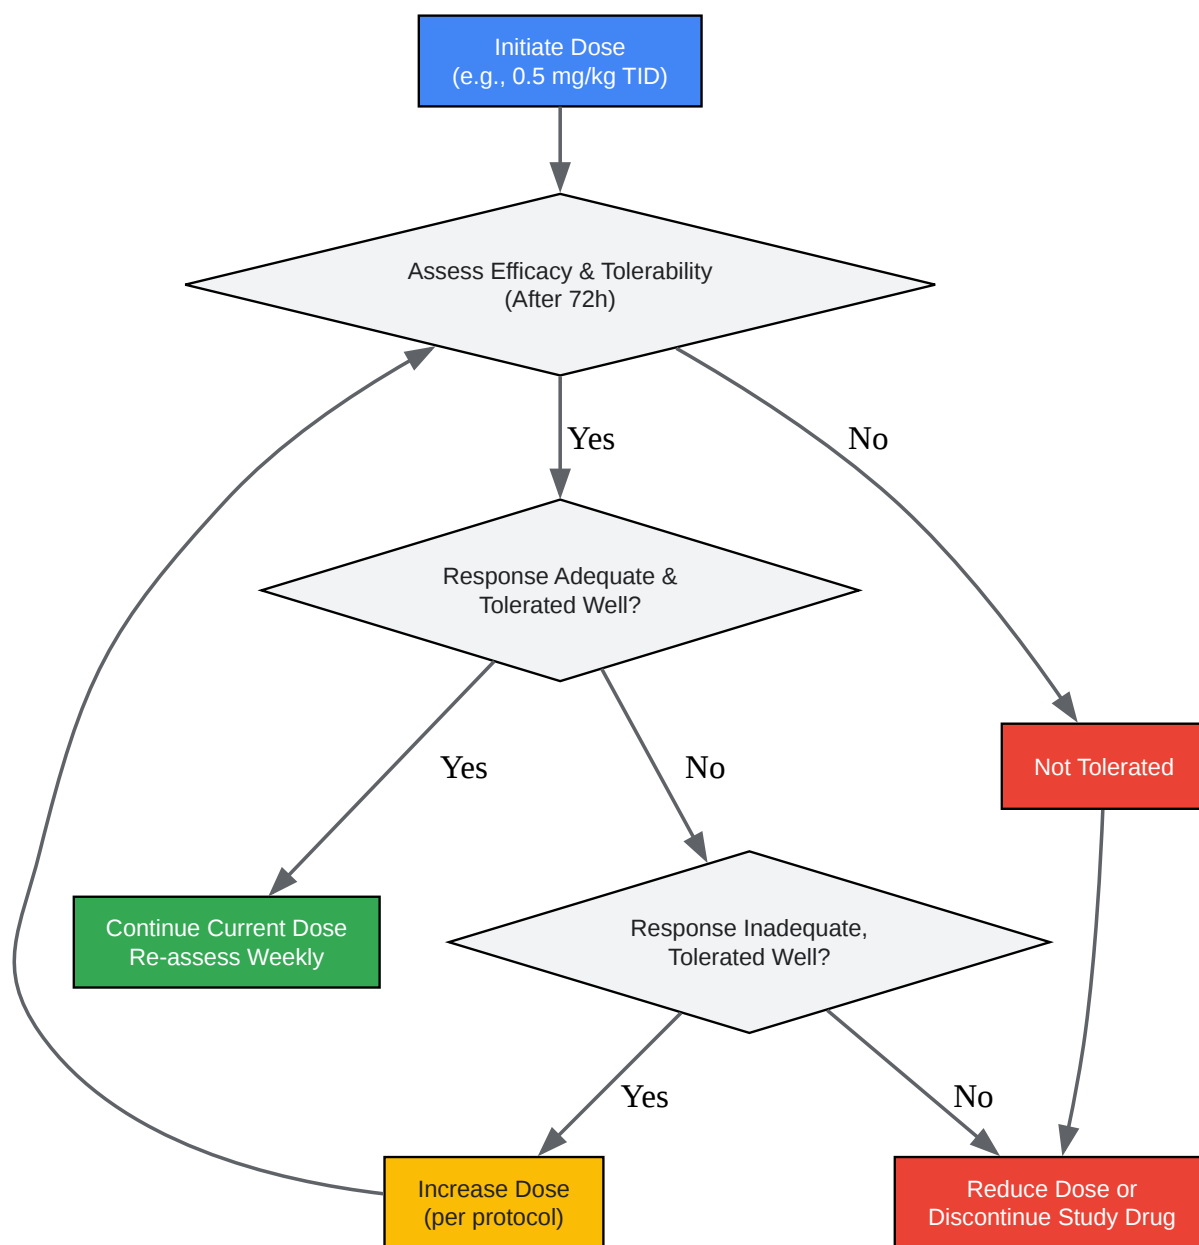 Initiate Dose
(e.g., 0.5 mg/kg TID)
Assess Efficacy & Tolerability
(After 72h)
Yes
No
Response Adequate &
Tolerated Well?
Yes
No
Not Tolerated
Continue Current Dose
Re-assess Weekly
Response Inadequate,
Tolerated Well?
Yes
No
Increase Dose
(per protocol)
Reduce Dose or
Discontinue Study Drug